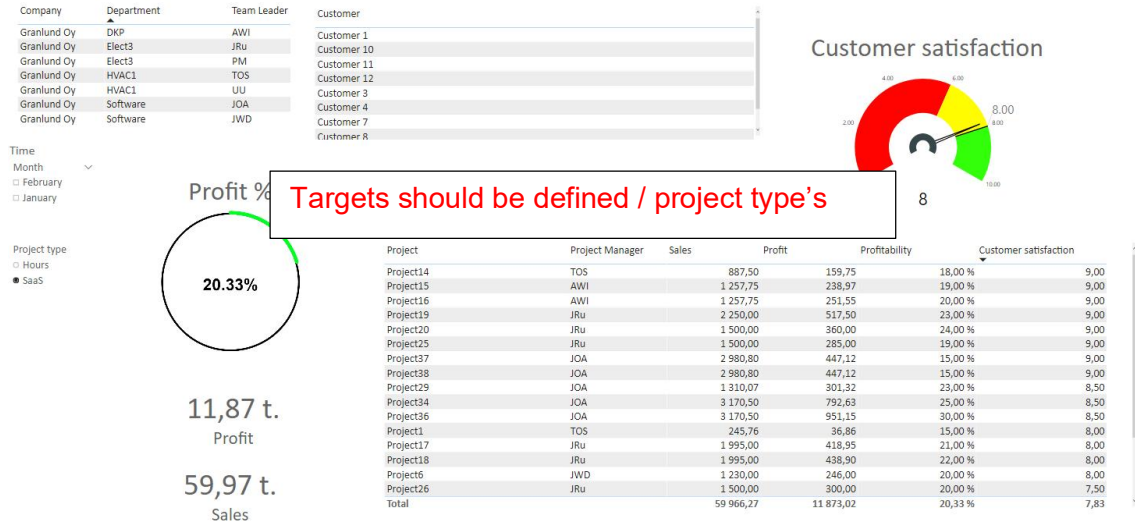 Company Department Team Leader
Granlund Oy DKP AWI
Granlund Oy Elect3 JRu
Granlund Oy Elect3 PM
Granlund Oy HVAC1 TOS
Granlund Oy HVAC1 UU
Granlund Oy Software JOA
Granlund Oy Software JWD
Customer
Customer 1
Customer 10
Customer 11
Customer 12
Customer 3
Customer 4
Customer 7
Customer 8
Customer satisfaction
2.00
4.00
6.00
8.00
8.00
10.00
8
Time
Month
February
January
Project type
Hours
SaaS
Profit %
20.33%
11,87 t.
Profit
59,97 t.
Sales
Targets should be defined / project type’s
Project Project Manager Sales Profit Profitability Customer satisfaction
Project14 TOS 887,50 159,75 18,00 % 9,00
Project15 AWI 1 257,75 238,97 19,00 % 9,00
Project16 AWI 1 257,75 251,55 20,00 % 9,00
Project19 JRu 2 250,00 517,50 23,00 % 9,00
Project20 JRu 1 500,00 360,00 24,00 % 9,00
Project25 JRu 1 500,00 285,00 19,00 % 9,00
Project37 JOA 2 980,80 447,12 15,00 % 9,00
Project38 JOA 2 980,80 447,12 15,00 % 9,00
Project29 JOA 1 310,07 301,32 23,00 % 8,50
Project34 JOA 3 170,50 792,63 25,00 % 8,50
Project36 JOA 3 170,50 951,15 30,00 % 8,50
Project1 TOS 245,76 36,86 15,00 % 8,00
Project17 JRu 1 995,00 418,95 21,00 % 8,00
Project18 JRu 1 995,00 438,90 22,00 % 8,00
Project6 JWD 1 230,00 246,00 20,00 % 8,00
Project26 JRu 1 500,00 300,00 20,00 % 7,50
Total 59 966,27 11 873,02 20,33 % 7,83